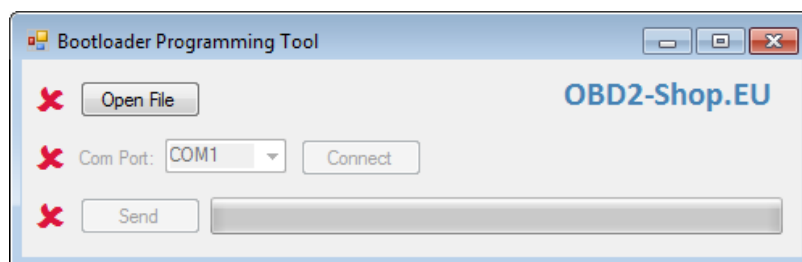 Bootloader Programming Tool
Open File OBD2-Shop.EU
Com Port: COM1 Connect
Send